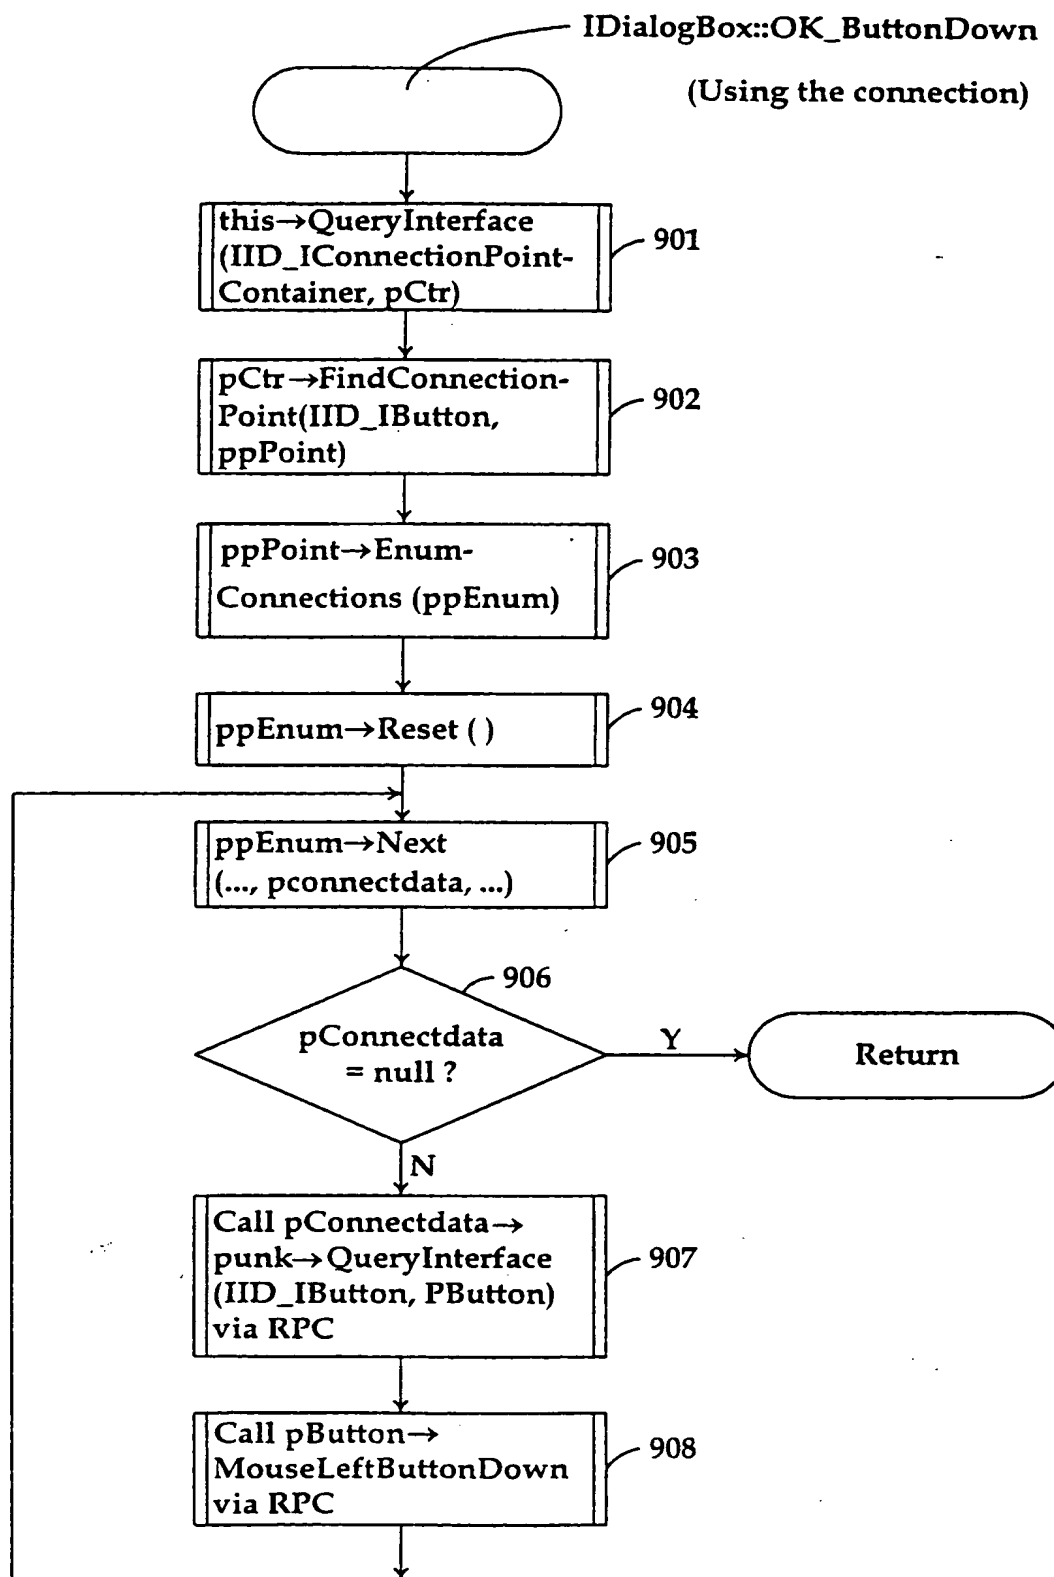 IDialogBox::OK_ButtonDown
(Using the connection)
this→QueryInterface
(IID_IConnectionPoint-
Container, pCtr)
901
pCtr→FindConnection-
Point(IID_IButton,
ppPoint)
902
ppPoint→Enum-
Connections (ppEnum)
903
ppEnum→Reset ( )
904
ppEnum→Next
(..., pconnectdata, ...)
905
906
pConnectdata
= null ?
Y
Return
N
Call pConnectdata→
punk→QueryInterface
(IID_IButton, PButton)
via RPC
907
Call pButton→
MouseLeftButtonDown
via RPC
908